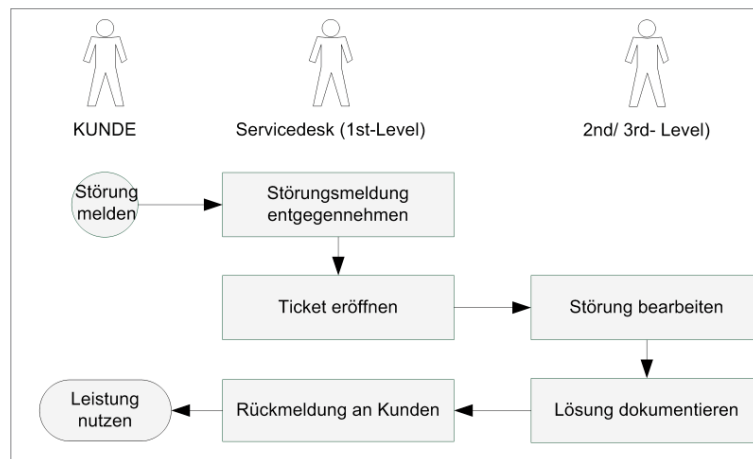 KUNDE
Servicedesk (1st-Level)
2nd/ 3rd- Level)
Störung
melden
Störungsmeldung
entgegennehmen
Ticket eröffnen
Störung bearbeiten
Leistung
nutzen
Rückmeldung an Kunden
Lösung dokumentieren